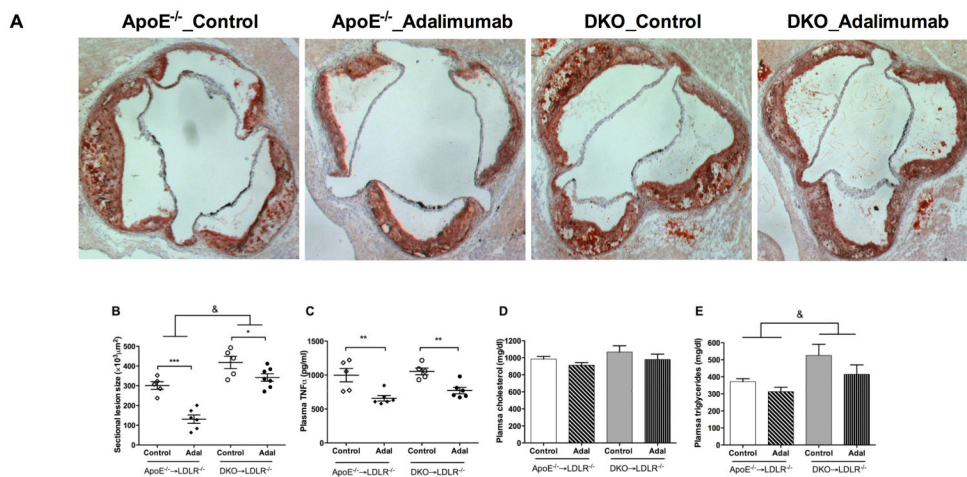 A
ApoE⁻/⁻_Control
ApoE⁻/⁻_Adalimumab
DKO_Control
DKO_Adalimumab
B
&
***
*
Sectional lesion size (×10³)μm²)
500
400
300
200
100
0
Control Adal Control Adal
ApoE⁻/⁻→LDLR⁻/⁻ DKO→LDLR⁻/⁻
C
** **
Plasma TNFα (pg/ml)
1500
1000
500
0
Control Adal Control Adal
ApoE⁻/⁻→LDLR⁻/⁻ DKO→LDLR⁻/⁻
D
Plamsa cholesterol (mg/dl)
1200
1000
800
600
400
200
0
Control Adal Control Adal
ApoE⁻/⁻→LDLR⁻/⁻ DKO→LDLR⁻/⁻
E
&
Plamsa triglycerides (mg/dl)
700
600
500
400
300
200
100
0
Control Adal Control Adal
ApoE⁻/⁻→LDLR⁻/⁻ DKO→LDLR⁻/⁻